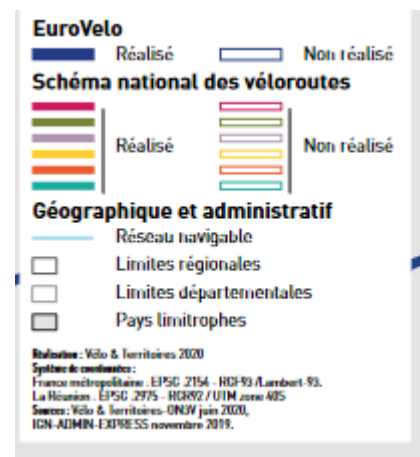 EuroVelo
Réalisé Non réalisé
Schéma national des véloroutes
Réalisé Non réalisé
Géographique et administratif
Réseau navigable
Limites régionales
Limites départementales
Pays limitrophes
Réalisation : Vélo & Territoires 2020
Système de coordonnées :
France métropolitaine : EPSG :2154 - RGF93 /Lambert-93.
La Réunion : EPSG :2975 - RGR92 / UTM zone 40S
Sources : Vélo & Territoires-ON3V juin 2020,
IGN-ADMIN-EXPRESS novembre 2019.